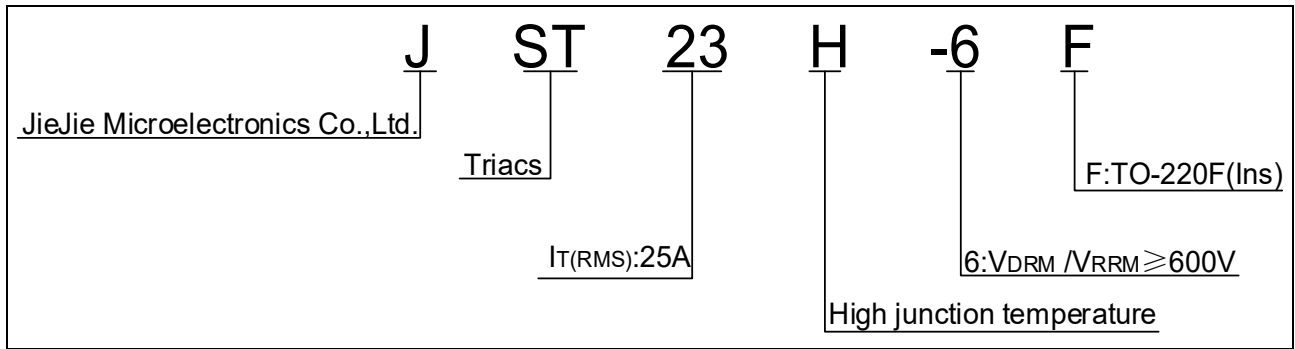 J ST 23 H -6 F
JieJie Microelectronics Co.,Ltd.
Triacs
F:TO-220F(Ins)
IT(RMS):25A
6:VDRM /VRRM≥600V
High junction temperature